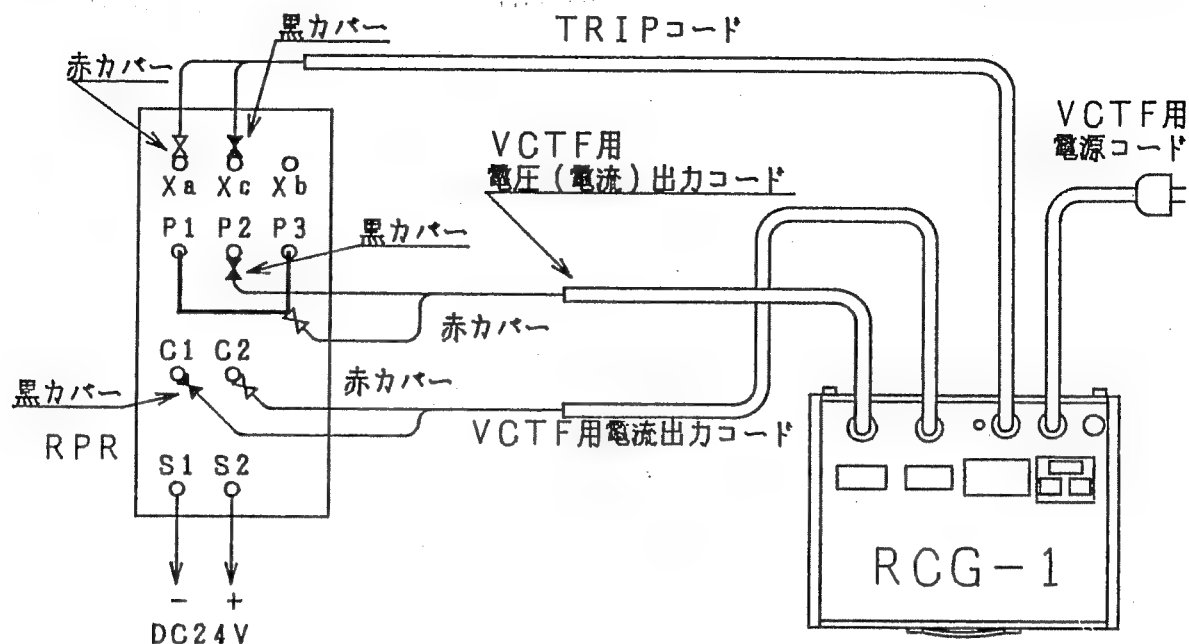 黒カバー
TRIPコード
赤カバー
VCTF用
電源コード
VCTF用
電圧(電流)出力コード
Xa Xc Xb
P1 P2 P3
黒カバー
赤カバー
C1 C2
赤カバー
黒カバー
VCTF用電流出力コード
RPR
S1 S2
RCG-1
- +
DC24V